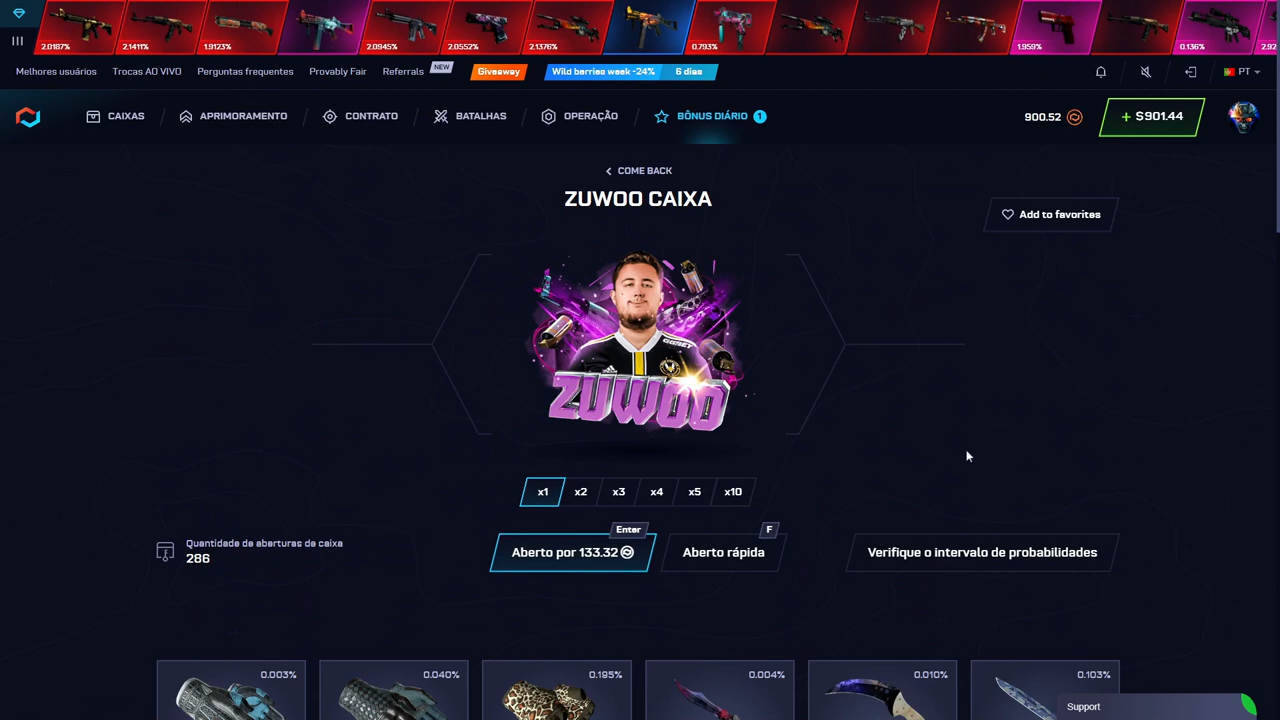 2.0187%
2.1411%
1.9123%
2.0945%
2.0552%
2.1376%
0.793%
1.959%
0.136%
Melhores usuários
Trocas AO VIVO
Perguntas frequentes
Provably Fair
Referrals
NEW
Giveaway
Wild berries week -24%
6 dias
PT
CAIXAS
APRIMORAMENTO
CONTRATO
BATALHAS
OPERAÇÃO
BÔNUS DIÁRIO 1
900.52
+ $901.44
COME BACK
ZUWOO CAIXA
Add to favorites
GGBET
ZUWOO
x1
x2
x3
x4
x5
x10
Enter
F
Quantidade de aberturas de caixa
286
Aberto por 133.32
Aberto rápida
Verifique o intervalo de probabilidades
0.003%
0.040%
0.195%
0.004%
0.010%
0.103%
Support